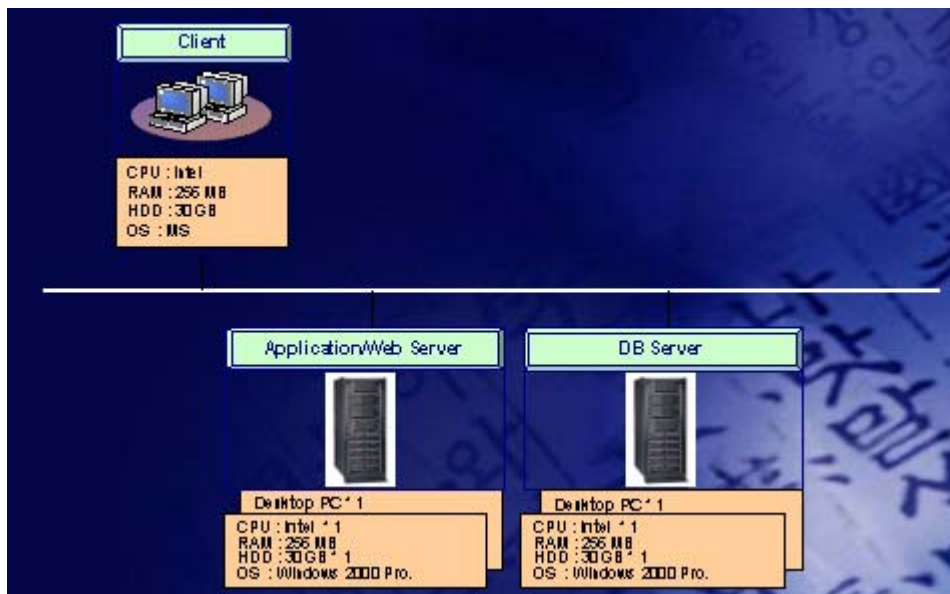 Client
CPU : Intel
RAM : 256 MB
HDD : 30GB
OS : MS
Application/Web Server
Desktop PC * 1
CPU : Intel * 1
RAM : 256 MB
HDD : 30GB * 1
OS : Windows 2000 Pro.
DB Server
Desktop PC * 1
CPU : Intel * 1
RAM : 256 MB
HDD : 30GB * 1
OS : Windows 2000 Pro.